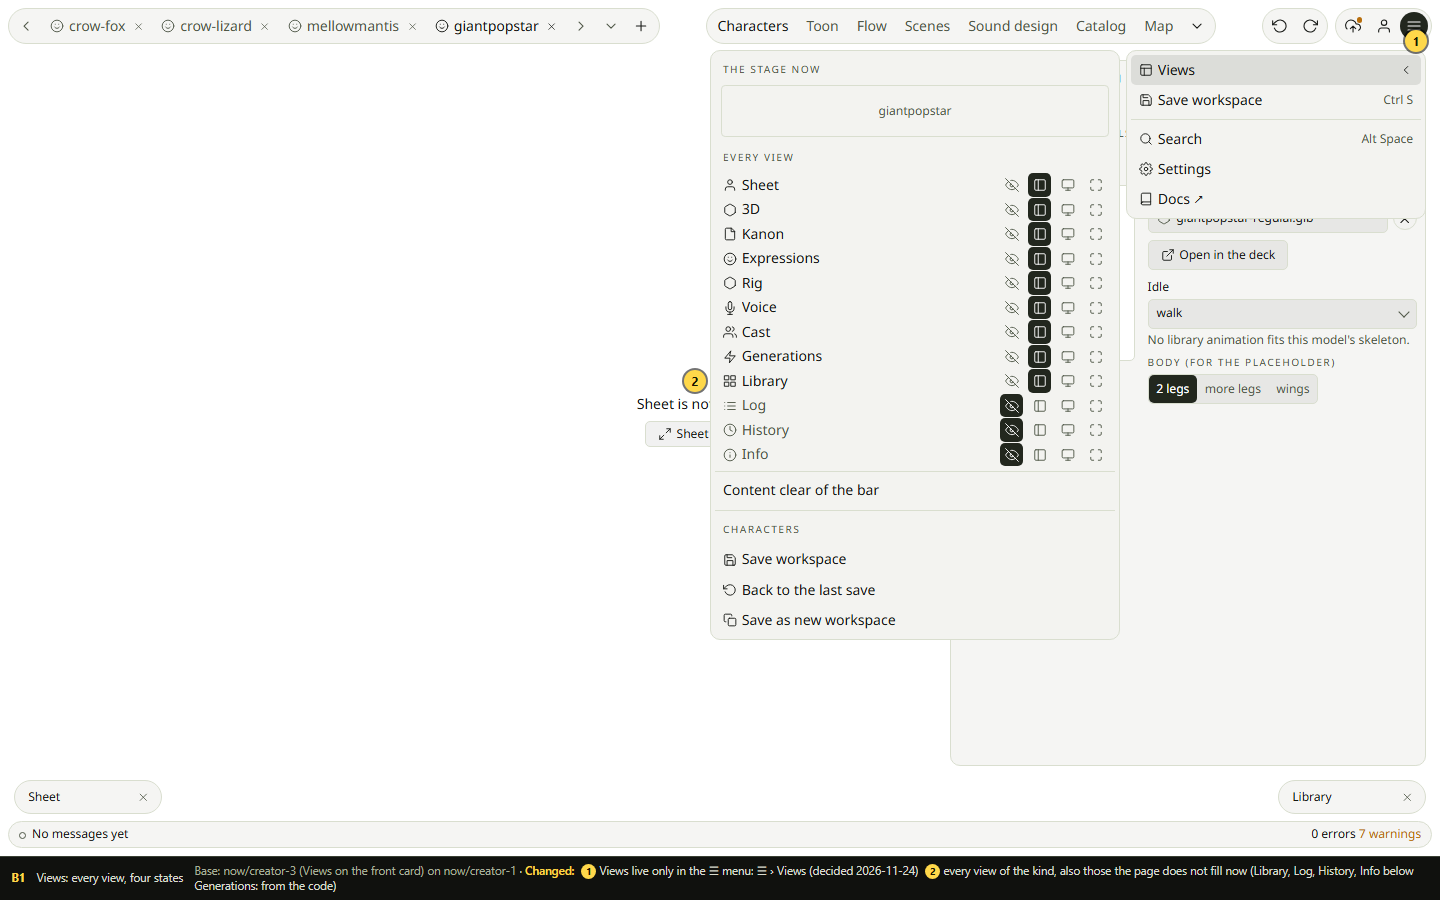 crow-fox
crow-lizard
mellowmantis
giantpopstar
Characters Toon Flow Scenes Sound design Catalog Map
1
THE STAGE NOW
giantpopstar
EVERY VIEW
Sheet
3D
Kanon
Expressions
Rig
Voice
Cast
Generations
Library
Log
History
Info
Content clear of the bar
CHARACTERS
Save workspace
Back to the last save
Save as new workspace
Views
Save workspace Ctrl S
Search Alt Space
Settings
Docs ↗
giantpopstar-regular.glb
Open in the deck
Idle
walk
No library animation fits this model's skeleton.
BODY (FOR THE PLACEHOLDER)
2 legs more legs wings
2
Sheet is no
Sheet
Sheet
Library
No messages yet
0 errors 7 warnings
B1 Views: every view, four states Base: now/creator-3 (Views on the front card) on now/creator-1 · Changed: 1 Views live only in the ☰ menu: ☰ › Views (decided 2026-11-24) 2 every view of the kind, also those the page does not fill now (Library, Log, History, Info below
Generations: from the code)